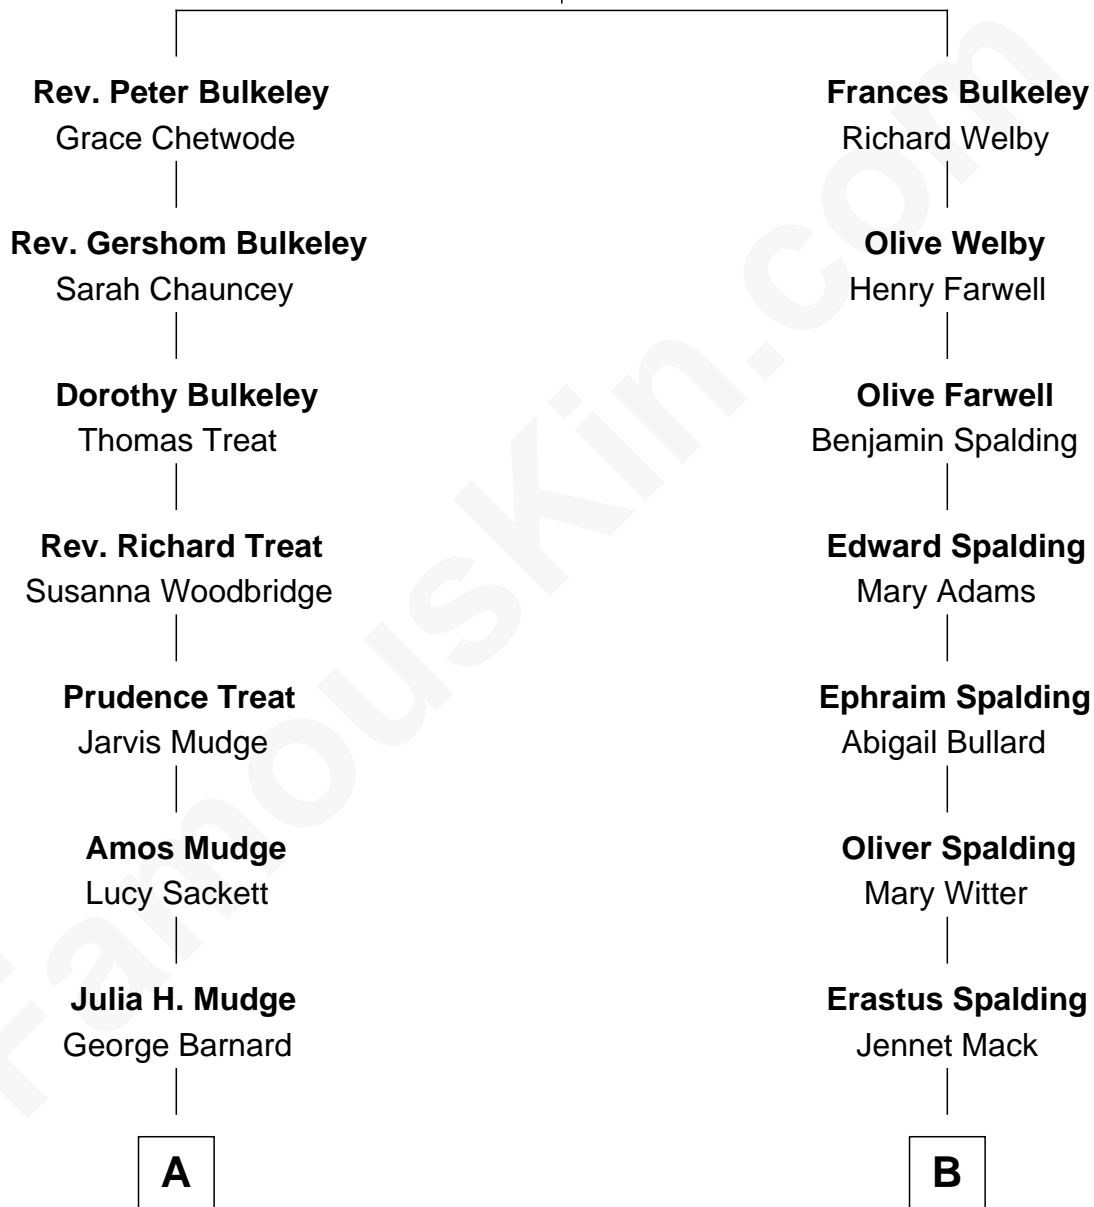 Rev. Peter Bulkeley
Grace Chetwode
Rev. Gershom Bulkeley
Sarah Chauncey
Dorothy Bulkeley
Thomas Treat
Rev. Richard Treat
Susanna Woodbridge
Prudence Treat
Jarvis Mudge
Amos Mudge
Lucy Sackett
Julia H. Mudge
George Barnard
A
Frances Bulkeley
Richard Welby
Olive Welby
Henry Farwell
Olive Farwell
Benjamin Spalding
Edward Spalding
Mary Adams
Ephraim Spalding
Abigail Bullard
Oliver Spalding
Mary Witter
Erastus Spalding
Jennet Mack
B
FamousKin.com